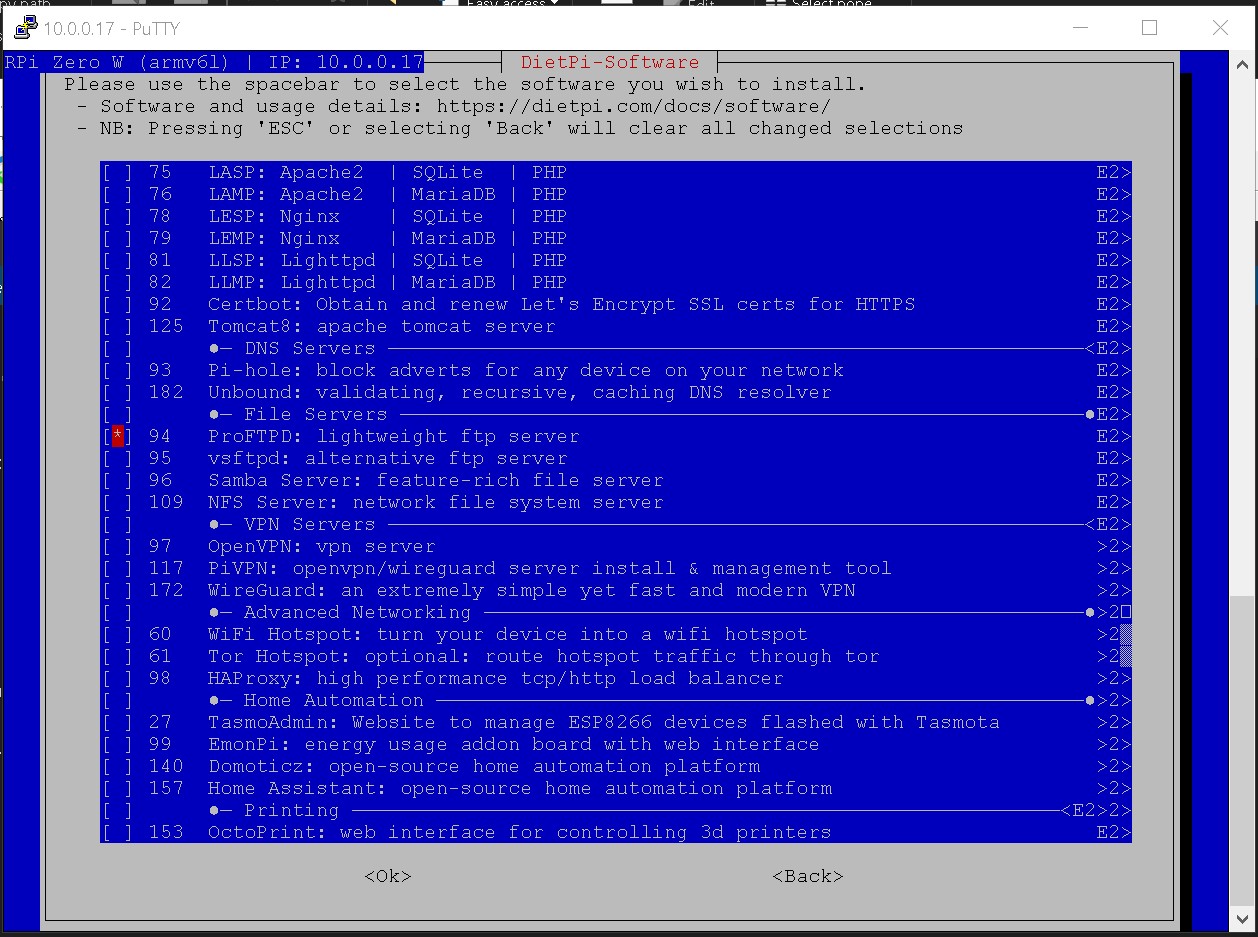 Easy access
Edit
Select none
10.0.0.17 - PuTTY
RPi Zero W (armv6l) | IP: 10.0.0.17
DietPi-Software
Please use the spacebar to select the software you wish to install.
- Software and usage details: https://dietpi.com/docs/software/
- NB: Pressing 'ESC' or selecting 'Back' will clear all changed selections
[ ] 75 LASP: Apache2 | SQLite | PHP E2>
[ ] 76 LAMP: Apache2 | MariaDB | PHP E2>
[ ] 78 LESP: Nginx | SQLite | PHP E2>
[ ] 79 LEMP: Nginx | MariaDB | PHP E2>
[ ] 81 LLSP: Lighttpd | SQLite | PHP E2>
[ ] 82 LLMP: Lighttpd | MariaDB | PHP E2>
[ ] 92 Certbot: Obtain and renew Let's Encrypt SSL certs for HTTPS E2>
[ ] 125 Tomcat8: apache tomcat server E2>
[ ] ●─ DNS Servers ─<E2>
[ ] 93 Pi-hole: block adverts for any device on your network E2>
[ ] 182 Unbound: validating, recursive, caching DNS resolver E2>
[ ] ●─ File Servers ─●E2>
[*] 94 ProFTPD: lightweight ftp server E2>
[ ] 95 vsftpd: alternative ftp server E2>
[ ] 96 Samba Server: feature-rich file server E2>
[ ] 109 NFS Server: network file system server E2>
[ ] ●─ VPN Servers ─<E2>
[ ] 97 OpenVPN: vpn server >2>
[ ] 117 PiVPN: openvpn/wireguard server install & management tool >2>
[ ] 172 WireGuard: an extremely simple yet fast and modern VPN >2>
[ ] ●─ Advanced Networking ─●>2□
[ ] 60 WiFi Hotspot: turn your device into a wifi hotspot >2▒
[ ] 61 Tor Hotspot: optional: route hotspot traffic through tor >2▒
[ ] 98 HAProxy: high performance tcp/http load balancer >2>
[ ] ●─ Home Automation ─●>2>
[ ] 27 TasmoAdmin: Website to manage ESP8266 devices flashed with Tasmota >2>
[ ] 99 EmonPi: energy usage addon board with web interface >2>
[ ] 140 Domoticz: open-source home automation platform >2>
[ ] 157 Home Assistant: open-source home automation platform >2>
[ ] ●─ Printing ─<E2>2>
[ ] 153 OctoPrint: web interface for controlling 3d printers E2>
<Ok> <Back>